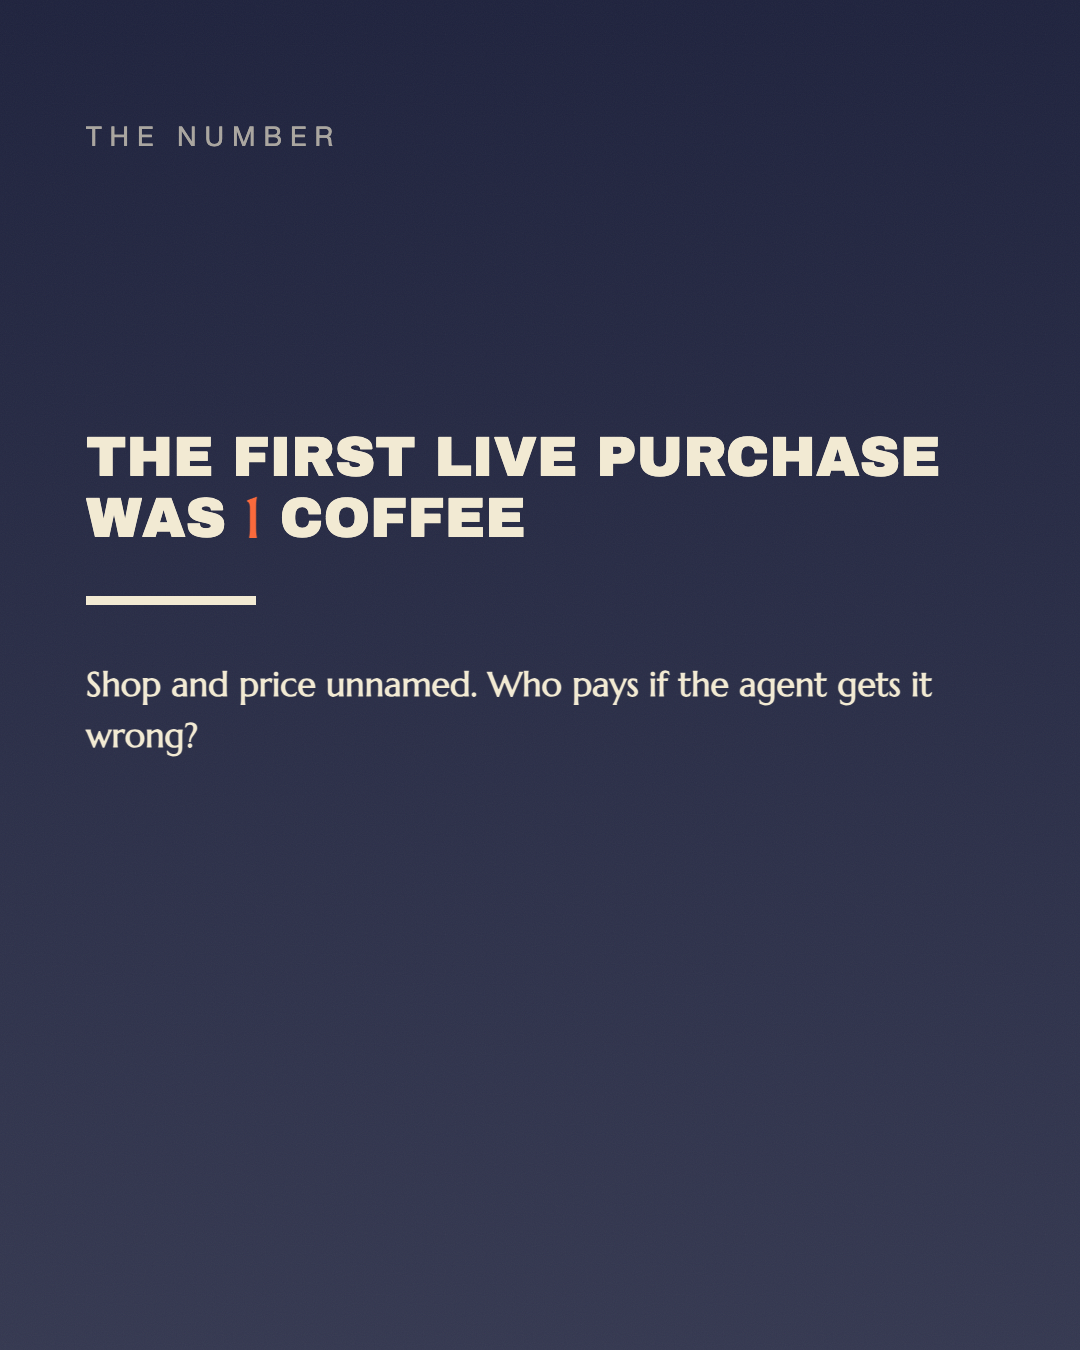 THE NUMBER
THE FIRST LIVE PURCHASE
WAS 1 COFFEE
Shop and price unnamed. Who pays if the agent gets it
wrong?